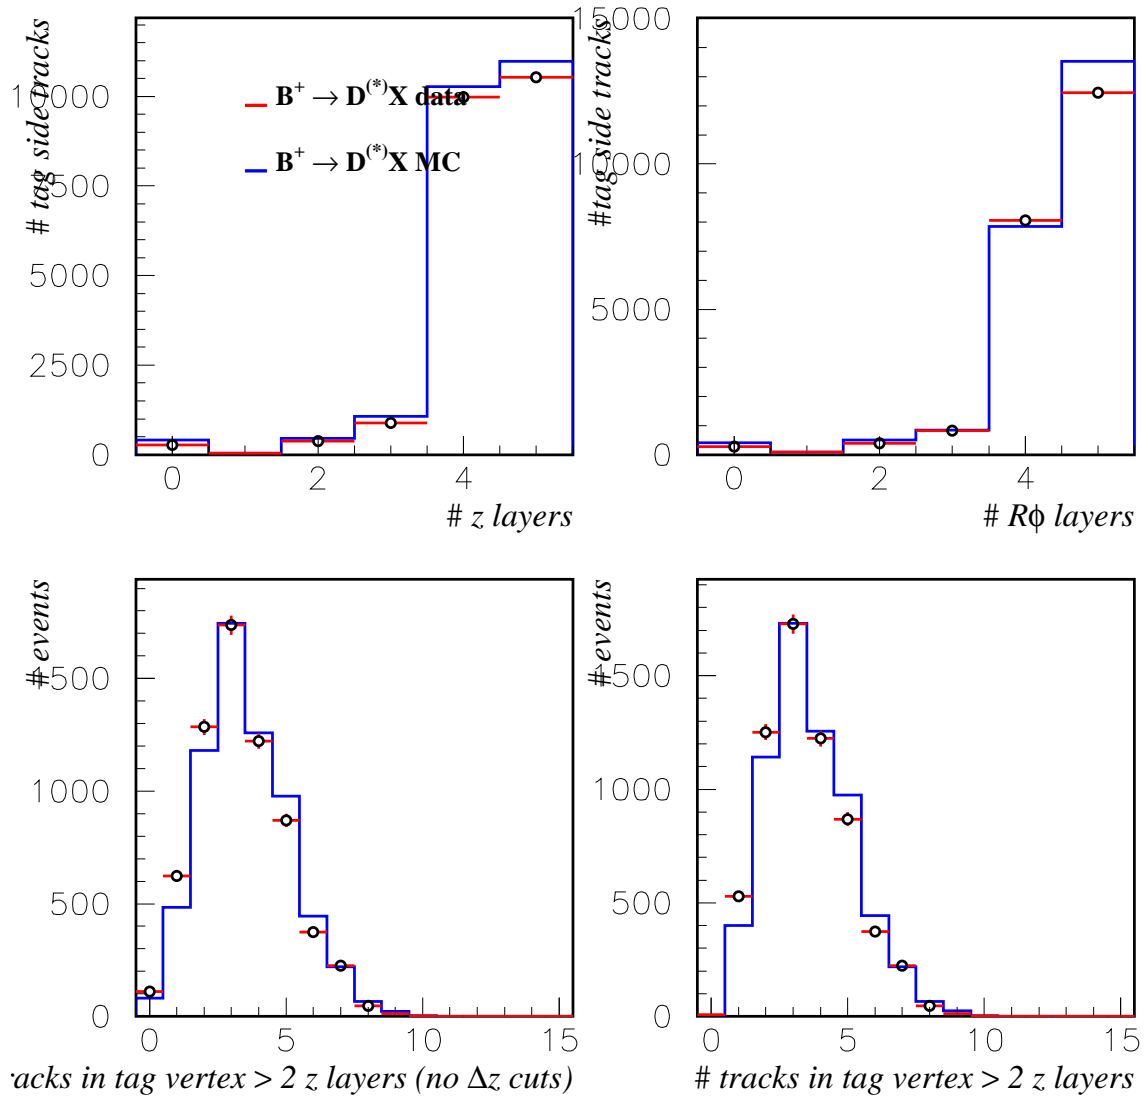 # tag side tracks
10000
7500
5000
2500
0
B⁺ → D⁽*⁾X data
B⁺ → D⁽*⁾X MC
0 2 4
# z layers
#tag side tracks
15000
10000
5000
0
0 2 4
# Rϕ layers
# events
1500
1000
500
0
0 5 10 15
acks in tag vertex > 2 z layers (no Δz cuts)
# events
1500
1000
500
0
0 5 10 15
# tracks in tag vertex > 2 z layers